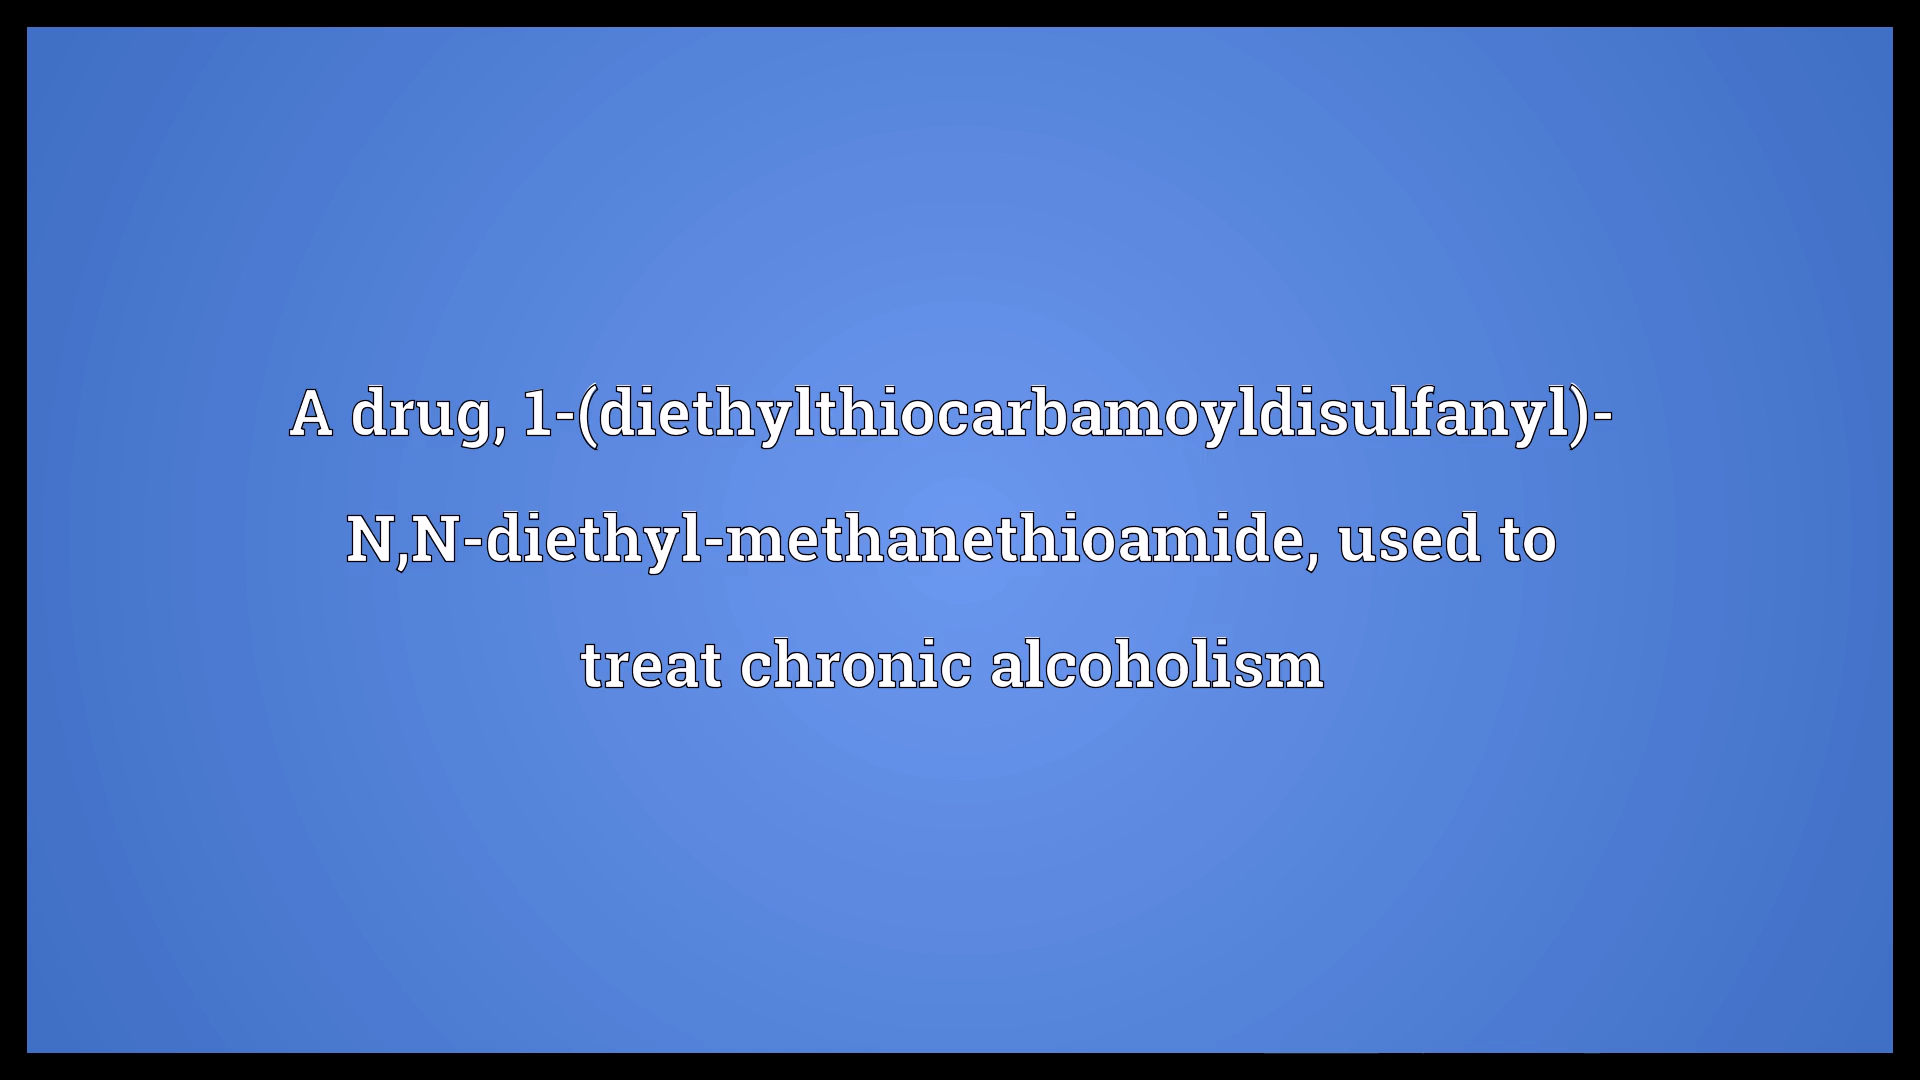 A drug, 1-(diethylthiocarbamoyldisulfanyl)-
N,N-diethyl-methanethioamide, used to
treat chronic alcoholism